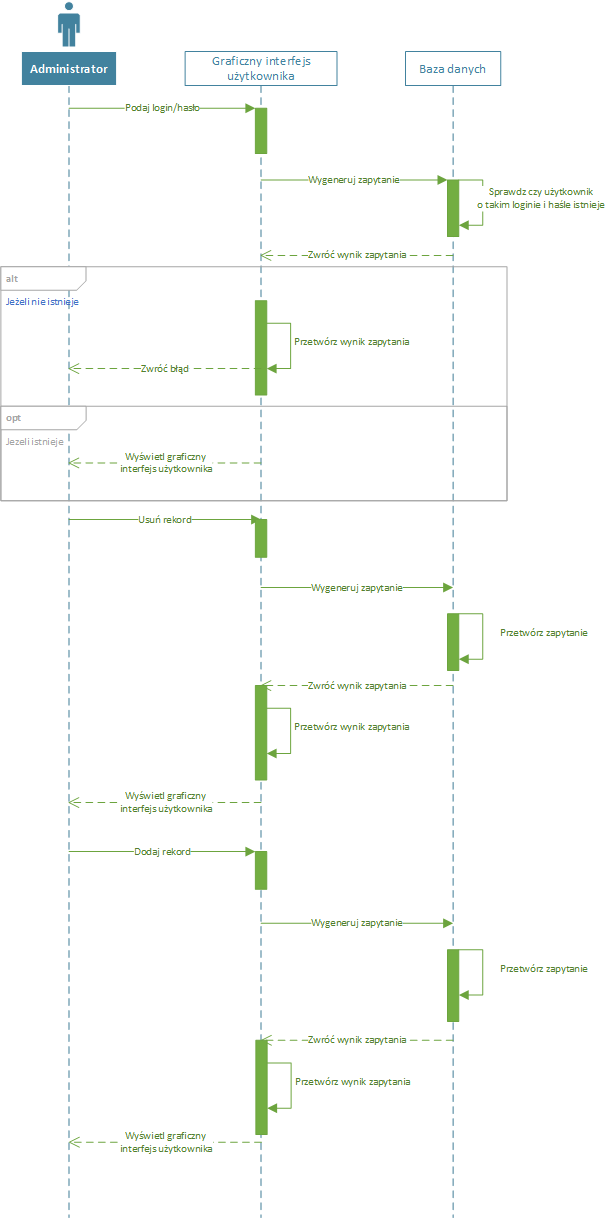 Administrator
Graficzny interfejs
użytkownika
Baza danych
Podaj login/hasło
Wygeneruj zapytanie
Sprawdz czy użytkownik
o takim loginie i haśle istnieje
Zwróć wynik zapytania
alt
Jeżeli nie istnieje
Przetwórz wynik zapytania
Zwróć błąd
opt
Jezeli istnieje
Wyświetl graficzny
interfejs użytkownika
Usuń rekord
Wygeneruj zapytanie
Przetwórz zapytanie
Zwróć wynik zapytania
Przetwórz wynik zapytania
Wyświetl graficzny
interfejs użytkownika
Dodaj rekord
Wygeneruj zapytanie
Przetwórz zapytanie
Zwróć wynik zapytania
Przetwórz wynik zapytania
Wyświetl graficzny
interfejs użytkownika